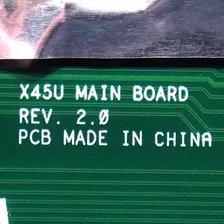 X45U MAIN BOARD
REV. 2.0
PCB MADE IN CHINA